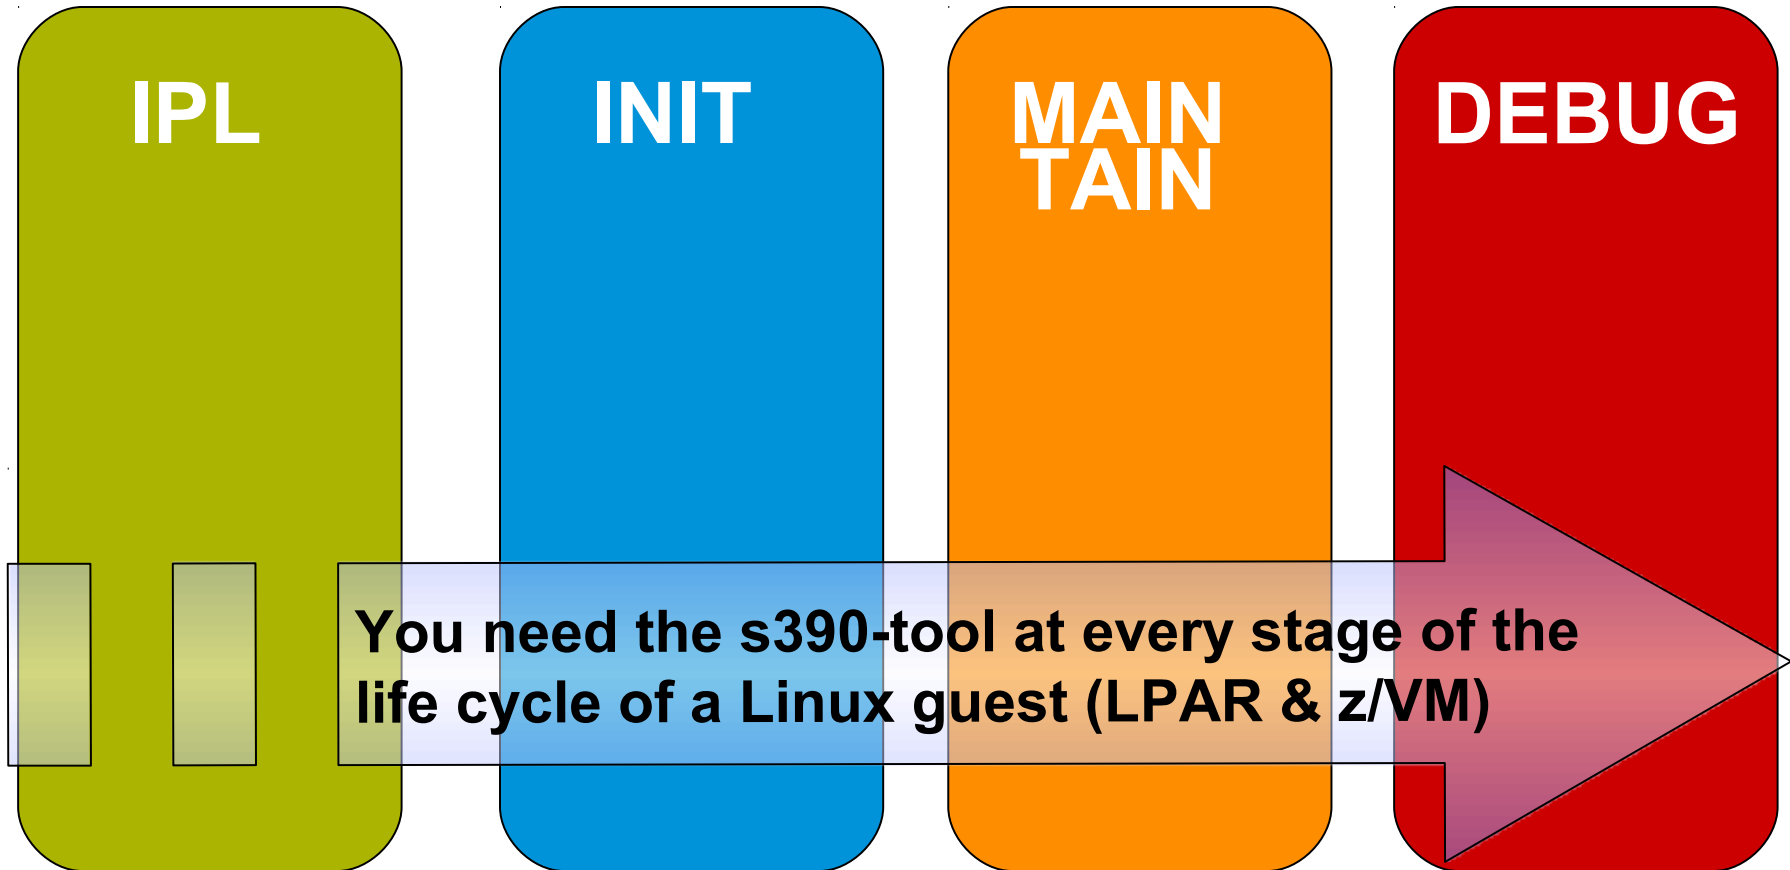 IPL
INIT
MAIN
TAIN
DEBUG
You need the s390-tool at every stage of the
life cycle of a Linux guest (LPAR & z/VM)